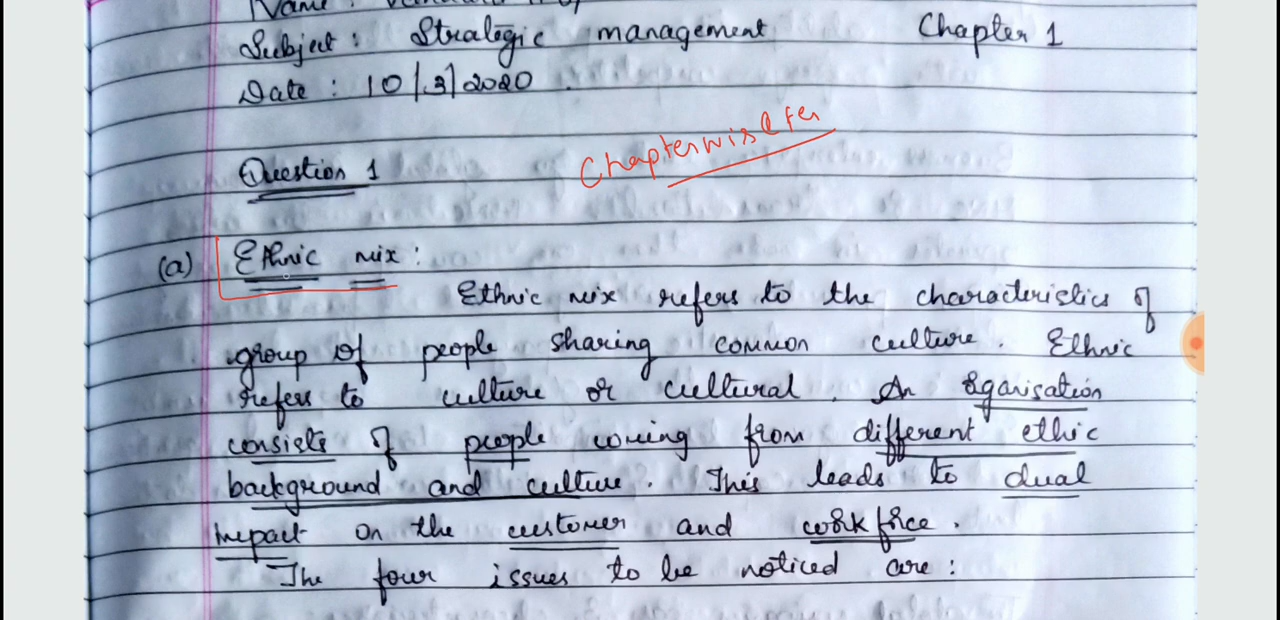 Name :
Subject : Strategic management Chapter 1
Date : 10/3/2020.
Chapterwise
Question 1
(a) Ethnic mix :
Ethnic mix refers to the characteristics of
group of people sharing common culture. Ethnic
refers to culture or cultural. An oganisation
consists of people coming from different ethic
background and culture. This leads to dual
impact on the customer and workforce.
The four issues to be noticed are :